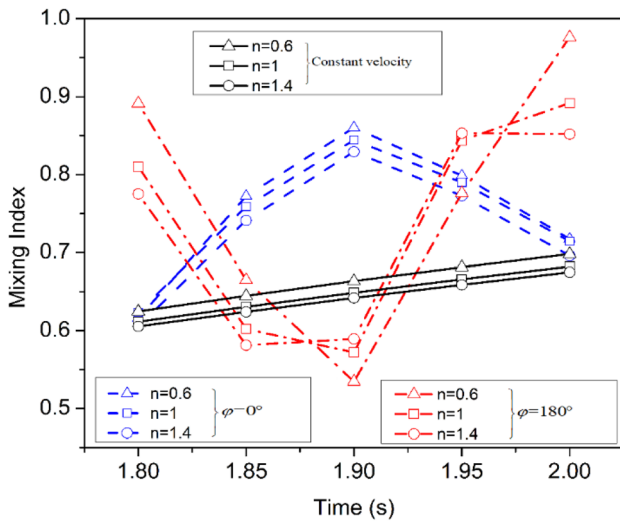 1.0
0.9
0.8
0.7
0.6
0.5
Mixing Index
n=0.6
n=1
n=1.4
Constant velocity
n=0.6
n=1
n=1.4
φ=0°
n=0.6
n=1
n=1.4
φ=180°
1.80 1.85 1.90 1.95 2.00
Time (s)